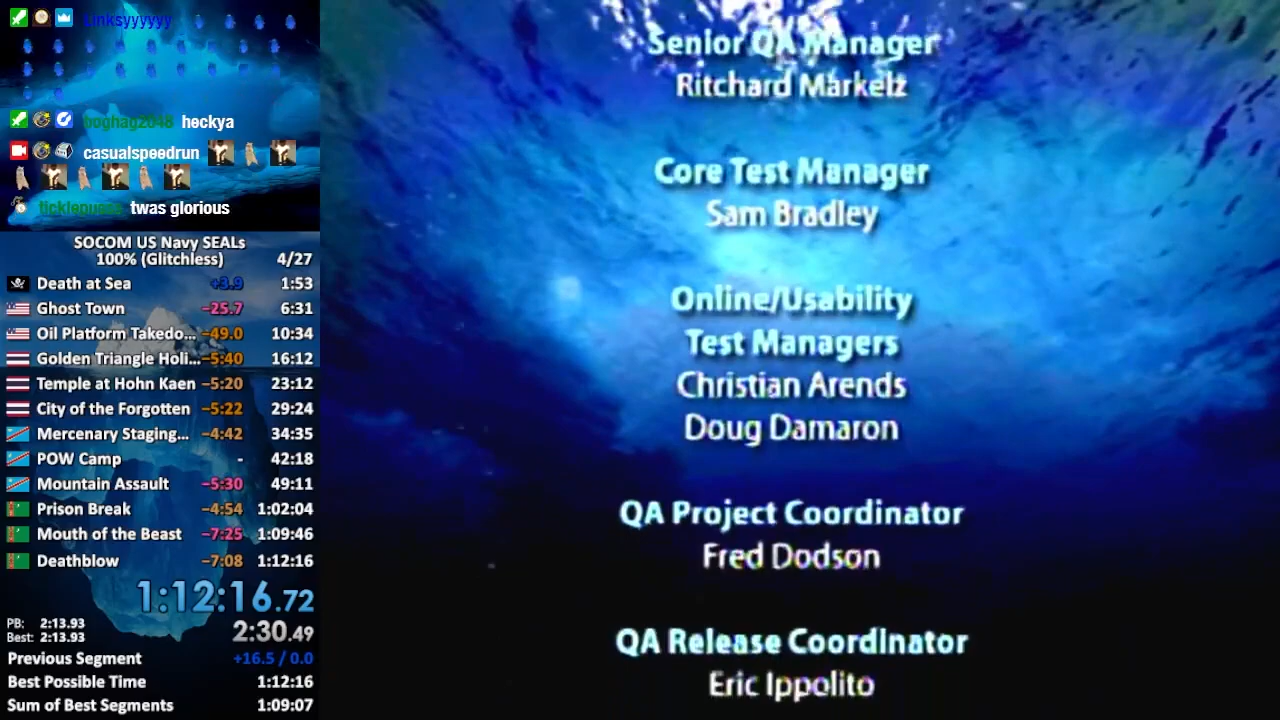 Linksyyyyyy
boghag2048 heckya
casualspeedrun
twas glorious
SOCOM US Navy SEALs
100% (Glitchless) 4/27
Death at Sea +3.9 1:53
Ghost Town −25.7 6:31
Oil Platform Takedo... −49.0 10:34
Golden Triangle Holi... −5:40 16:12
Temple at Hohn Kaen −5:20 23:12
City of the Forgotten −5:22 29:24
Mercenary Staging... −4:42 34:35
POW Camp - 42:18
Mountain Assault −5:30 49:11
Prison Break −4:54 1:02:04
Mouth of the Beast −7:25 1:09:46
Deathblow −7:08 1:12:16
1:12:16.72
PB: 2:13.93
Best: 2:13.93
2:30.49
Previous Segment +16.5 / 0.0
Best Possible Time 1:12:16
Sum of Best Segments 1:09:07
Senior QA Manager
Ritchard Markelz
Core Test Manager
Sam Bradley
Online/Usability
Test Managers
Christian Arends
Doug Damaron
QA Project Coordinator
Fred Dodson
QA Release Coordinator
Eric Ippolito